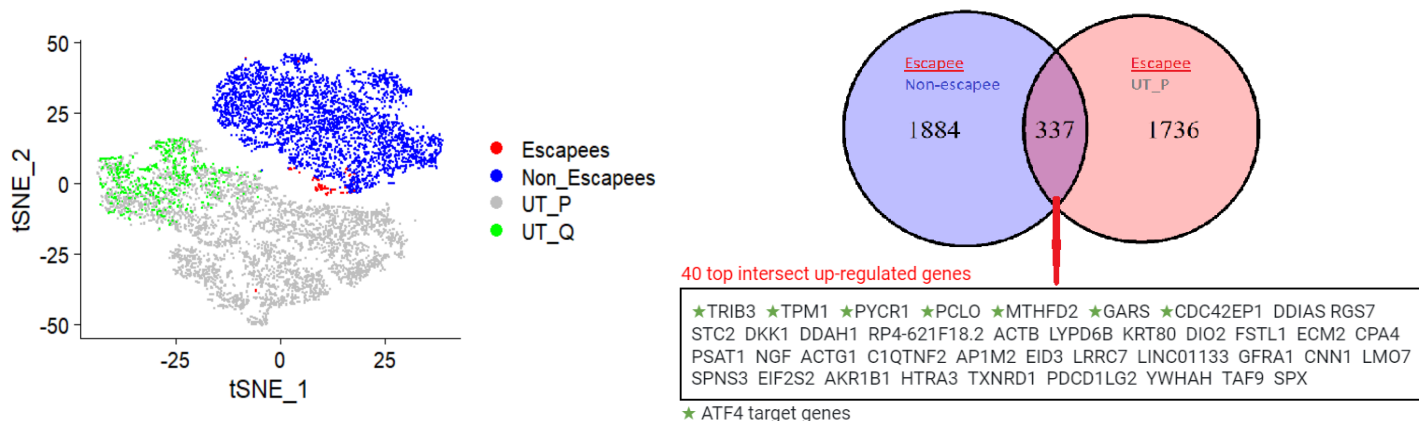 50
25
0
-25
-50
tSNE_2
-25
0
25
tSNE_1
Escapees
Non_Escapees
UT_P
UT_Q
Escapee
Non-escapee
1884
337
Escapee
UT_P
1736
40 top intersect up-regulated genes
★TRIB3 ★TPM1 ★PYCR1 ★PCLO ★MTHFD2 ★GARS ★CDC42EP1 DDIAS RGS7
STC2 DKK1 DDAH1 RP4-621F18.2 ACTB LYPD6B KRT80 DIO2 FSTL1 ECM2 CPA4
PSAT1 NGF ACTG1 C1QTNF2 AP1M2 EID3 LRRC7 LINC01133 GFRA1 CNN1 LMO7
SPNS3 EIF2S2 AKR1B1 HTRA3 TXNRD1 PDCD1LG2 YWHAH TAF9 SPX
★ ATF4 target genes